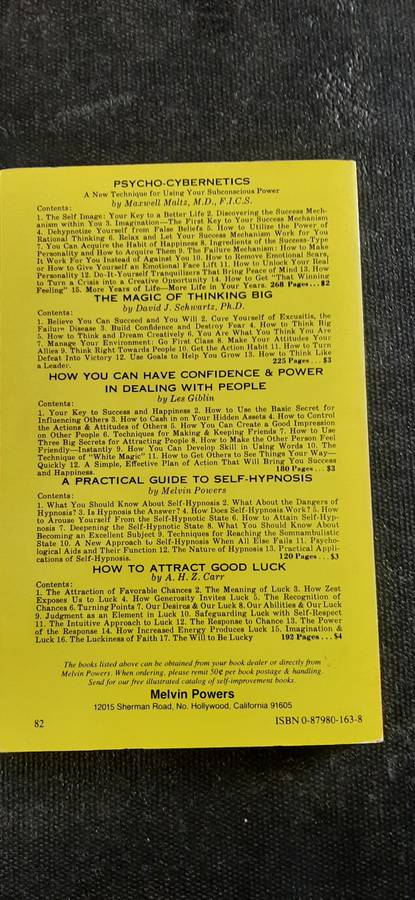 PSYCHO-CYBERNETICS
A New Technique for Using Your Subconscious Power
by Maxwell Maltz, M.D., F.I.C.S.
Contents:
1. The Self Image: Your Key to a Better Life 2. Discovering the Success Mech-
anism within You 3. Imagination—The First Key to Your Success Mechanism
4. Dehypnotize Yourself from False Beliefs 5. How to Utilize the Power of
Rational Thinking 6. Relax and Let Your Success Mechanism Work for You
7. You Can Acquire the Habit of Happiness 8. Ingredients of the Success-Type
Personality and How to Acquire Them 9. The Failure Mechanism: How to Make
It Work For You Instead of Against You 10. How to Remove Emotional Scars,
or How to Give Yourself an Emotional Face Lift 11. How to Unlock Your Real
Personality 12. Do-It-Yourself Tranquilizers That Bring Peace of Mind 13. How
to Turn a Crisis into a Creative Opportunity 14. How to Get "That Winning
Feeling" 15. More Years of Life—More Life in Your Years. 268 Pages...$2
THE MAGIC OF THINKING BIG
by David J. Schwartz, Ph.D.
Contents:
1. Believe You Can Succeed and You Will 2. Cure Yourself of Excusitis, the
Failure Disease 3. Build Confidence and Destroy Fear 4. How to Think Big
5. How to Think and Dream Creatively 6. You Are What You Think You Are
7. Manage Your Environment: Go First Class 8. Make Your Attitudes Your
Allies 9. Think Right Towards People 10. Get the Action Habit 11. How to Turn
Defeat Into Victory 12. Use Goals to Help You Grow 13. How to Think Like
a Leader. 225 Pages...$3
HOW YOU CAN HAVE CONFIDENCE & POWER
IN DEALING WITH PEOPLE
by Les Giblin
Contents:
1. Your Key to Success and Happiness 2. How to Use the Basic Secret for
Influencing Others 3. How to Cash in on Your Hidden Assets 4. How to Control
the Actions & Attitudes of Others 5. How You Can Create a Good Impression
on Other People 6. Techniques for Making & Keeping Friends 7. How to Use
Three Big Secrets for Attracting People 8. How to Make the Other Person Feel
Friendly—Instantly 9. How You Can Develop Skill in Using Words 10. The
Technique of "White Magic" 11. How to Get Others to See Things Your Way—
Quickly 12. A Simple, Effective Plan of Action That Will Bring You Success
and Happiness. 180 Pages...$3
A PRACTICAL GUIDE TO SELF-HYPNOSIS
by Melvin Powers
Contents:
1. What You Should Know About Self-Hypnosis 2. What About the Dangers of
Hypnosis? 3. Is Hypnosis the Answer? 4. How Does Self-Hypnosis Work? 5. How
to Arouse Yourself From the Self-Hypnotic State 6. How to Attain Self-Hyp-
nosis 7. Deepening the Self-Hypnotic State 8. What You Should Know About
Becoming an Excellent Subject 9. Techniques for Reaching the Somnambulistic
State 10. A New Approach to Self-Hypnosis When All Else Fails 11. Psycho-
logical Aids and Their Function 12. The Nature of Hypnosis 13. Practical Appli-
cations of Self-Hypnosis. 120 Pages...$3
HOW TO ATTRACT GOOD LUCK
by A. H. Z. Carr
Contents:
1. The Attraction of Favorable Chances 2. The Meaning of Luck 3. How Zest
Exposes Us to Luck 4. How Generosity Invites Luck 5. The Recognition of
Chances 6. Turning Points 7. Our Desires & Our Luck 8. Our Abilities & Our Luck
9. Judgment as an Element in Luck 10. Safeguarding Luck with Self-Respect
11. The Intuitive Approach to Luck 12. The Response to Chance 13. The Power
of the Response 14. How Increased Energy Produces Luck 15. Imagination &
Luck 16. The Luckiness of Faith 17. The Will to Be Lucky 192 Pages...$4
The books listed above can be obtained from your book dealer or directly from
Melvin Powers. When ordering, please remit 50¢ per book postage & handling.
Send for our free illustrated catalog of self-improvement books.
Melvin Powers
12015 Sherman Road, No. Hollywood, California 91605
82 ISBN 0-87980-163-8